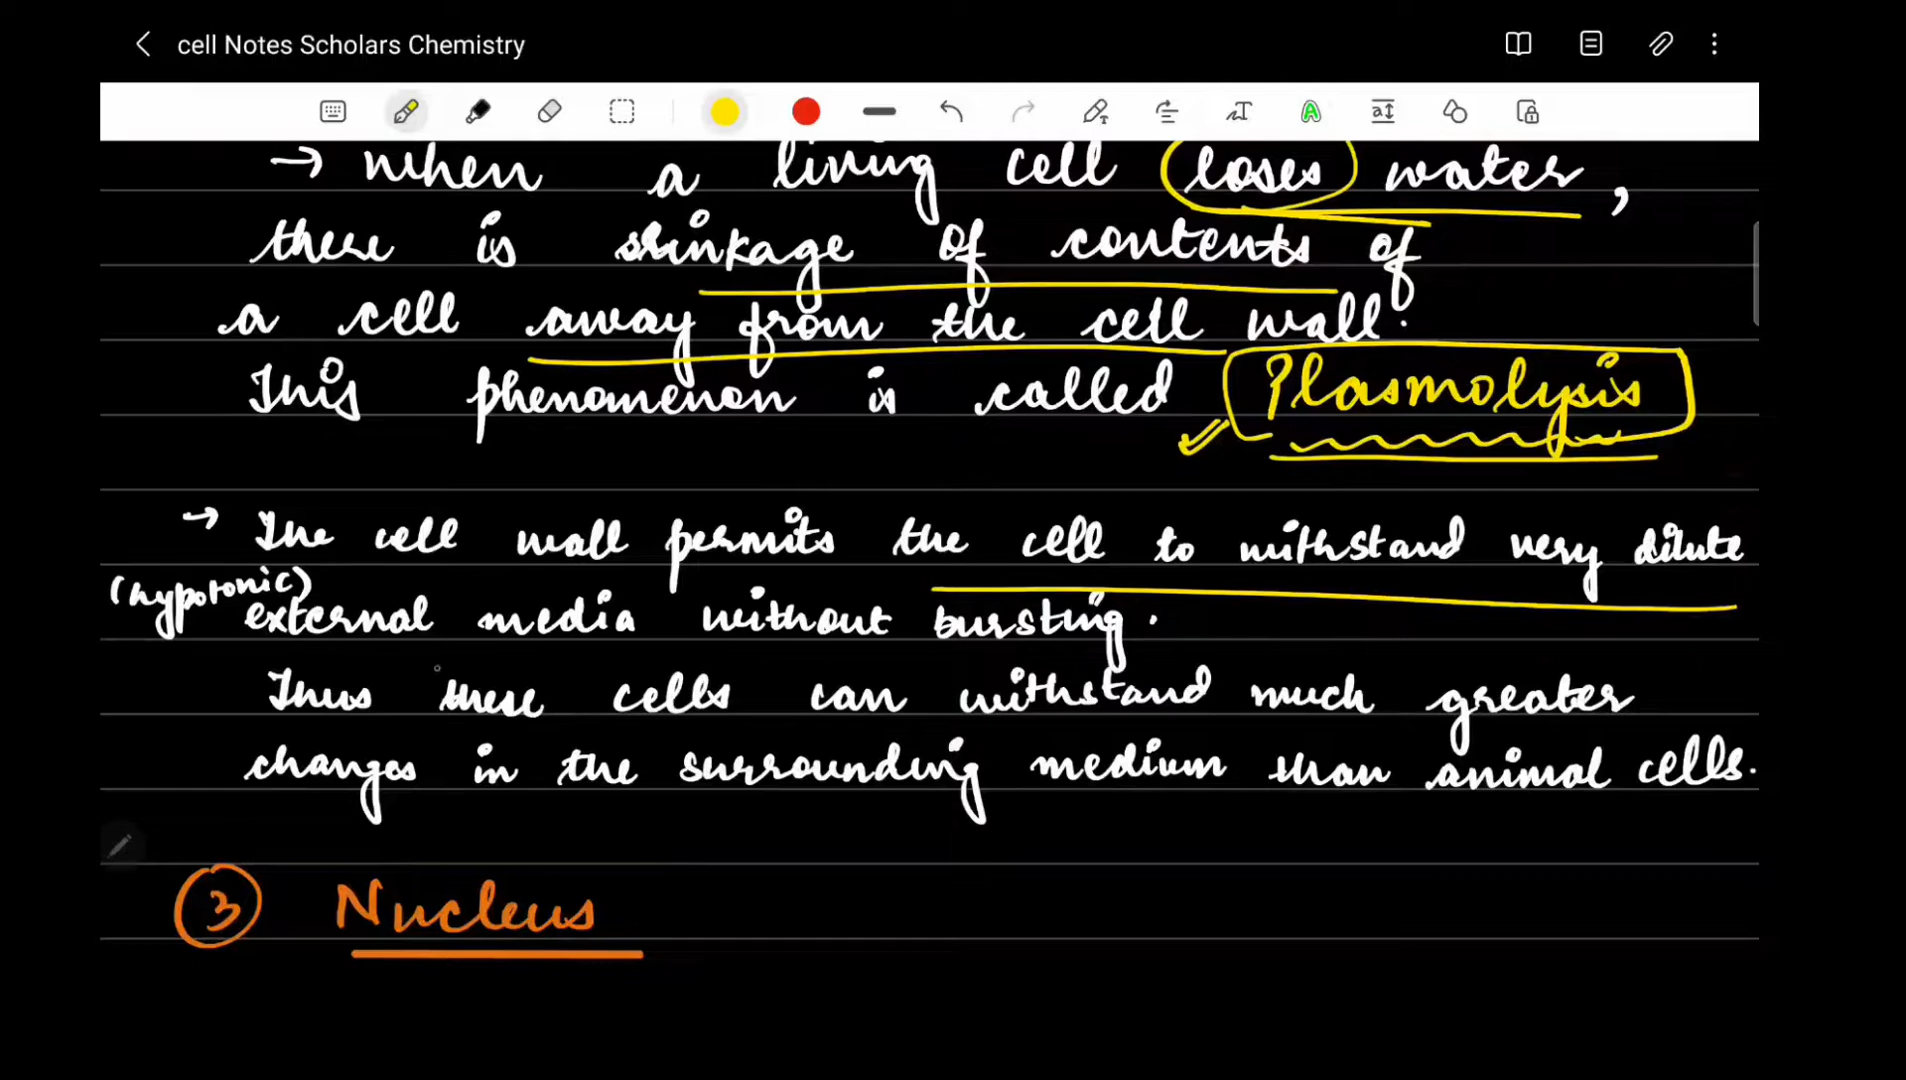 cell Notes Scholars Chemistry
→ When a living cell loses water,
there is shrinkage of contents of
a cell away from the cell wall.
This phenomenon is called Plasmolysis
→ The cell wall permits the cell to withstand very dilute
(hypotonic)
external media without bursting.
Thus these cells can withstand much greater
changes in the surrounding medium than animal cells.
3 Nucleus